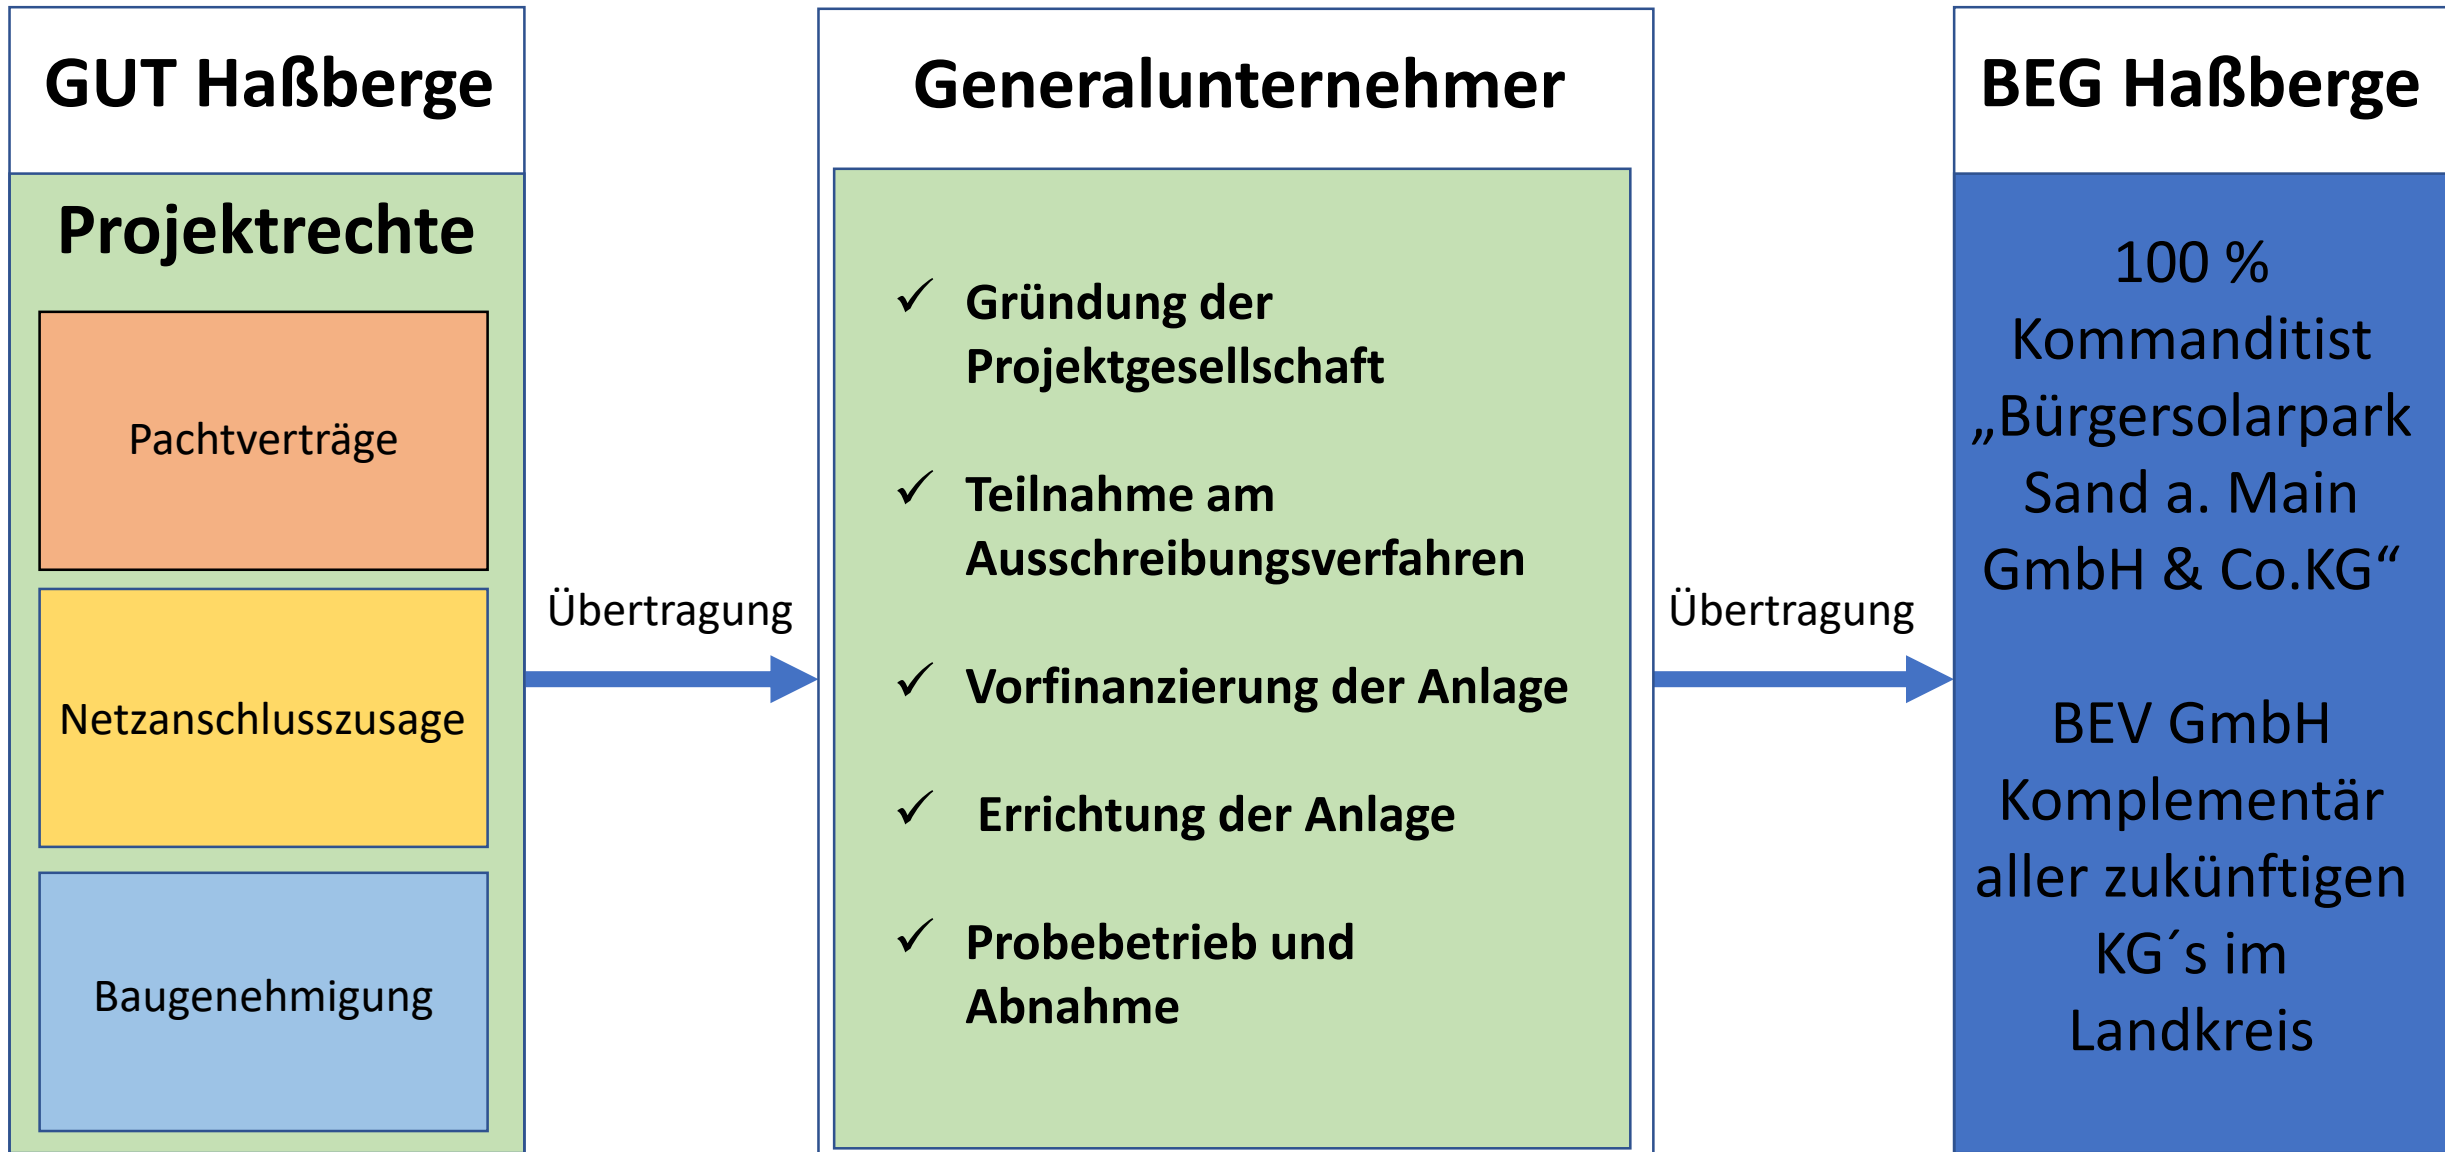 GUT Haßberge
Projektrechte
Pachtverträge
Netzanschlusszusage
Baugenehmigung
Übertragung
Generalunternehmer
✓ Gründung der
Projektgesellschaft
✓ Teilnahme am
Ausschreibungsverfahren
✓ Vorfinanzierung der Anlage
✓ Errichtung der Anlage
✓ Probebetrieb und
Abnahme
Übertragung
BEG Haßberge
100 %
Kommanditist
„Bürgersolarpark
Sand a. Main
GmbH & Co.KG“
BEV GmbH
Komplementär
aller zukünftigen
KG´s im
Landkreis